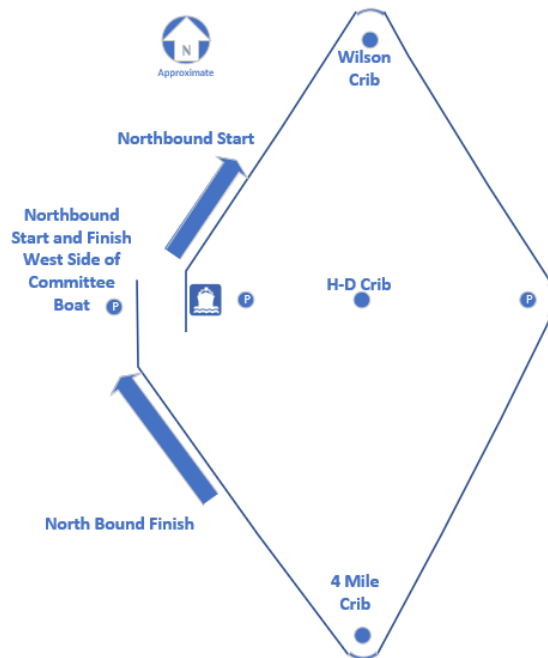 N
Approximate
Wilson
Crib
Northbound Start
Northbound
Start and Finish
West Side of
Committee
Boat
P
P
H-D Crib
P
North Bound Finish
4 Mile
Crib